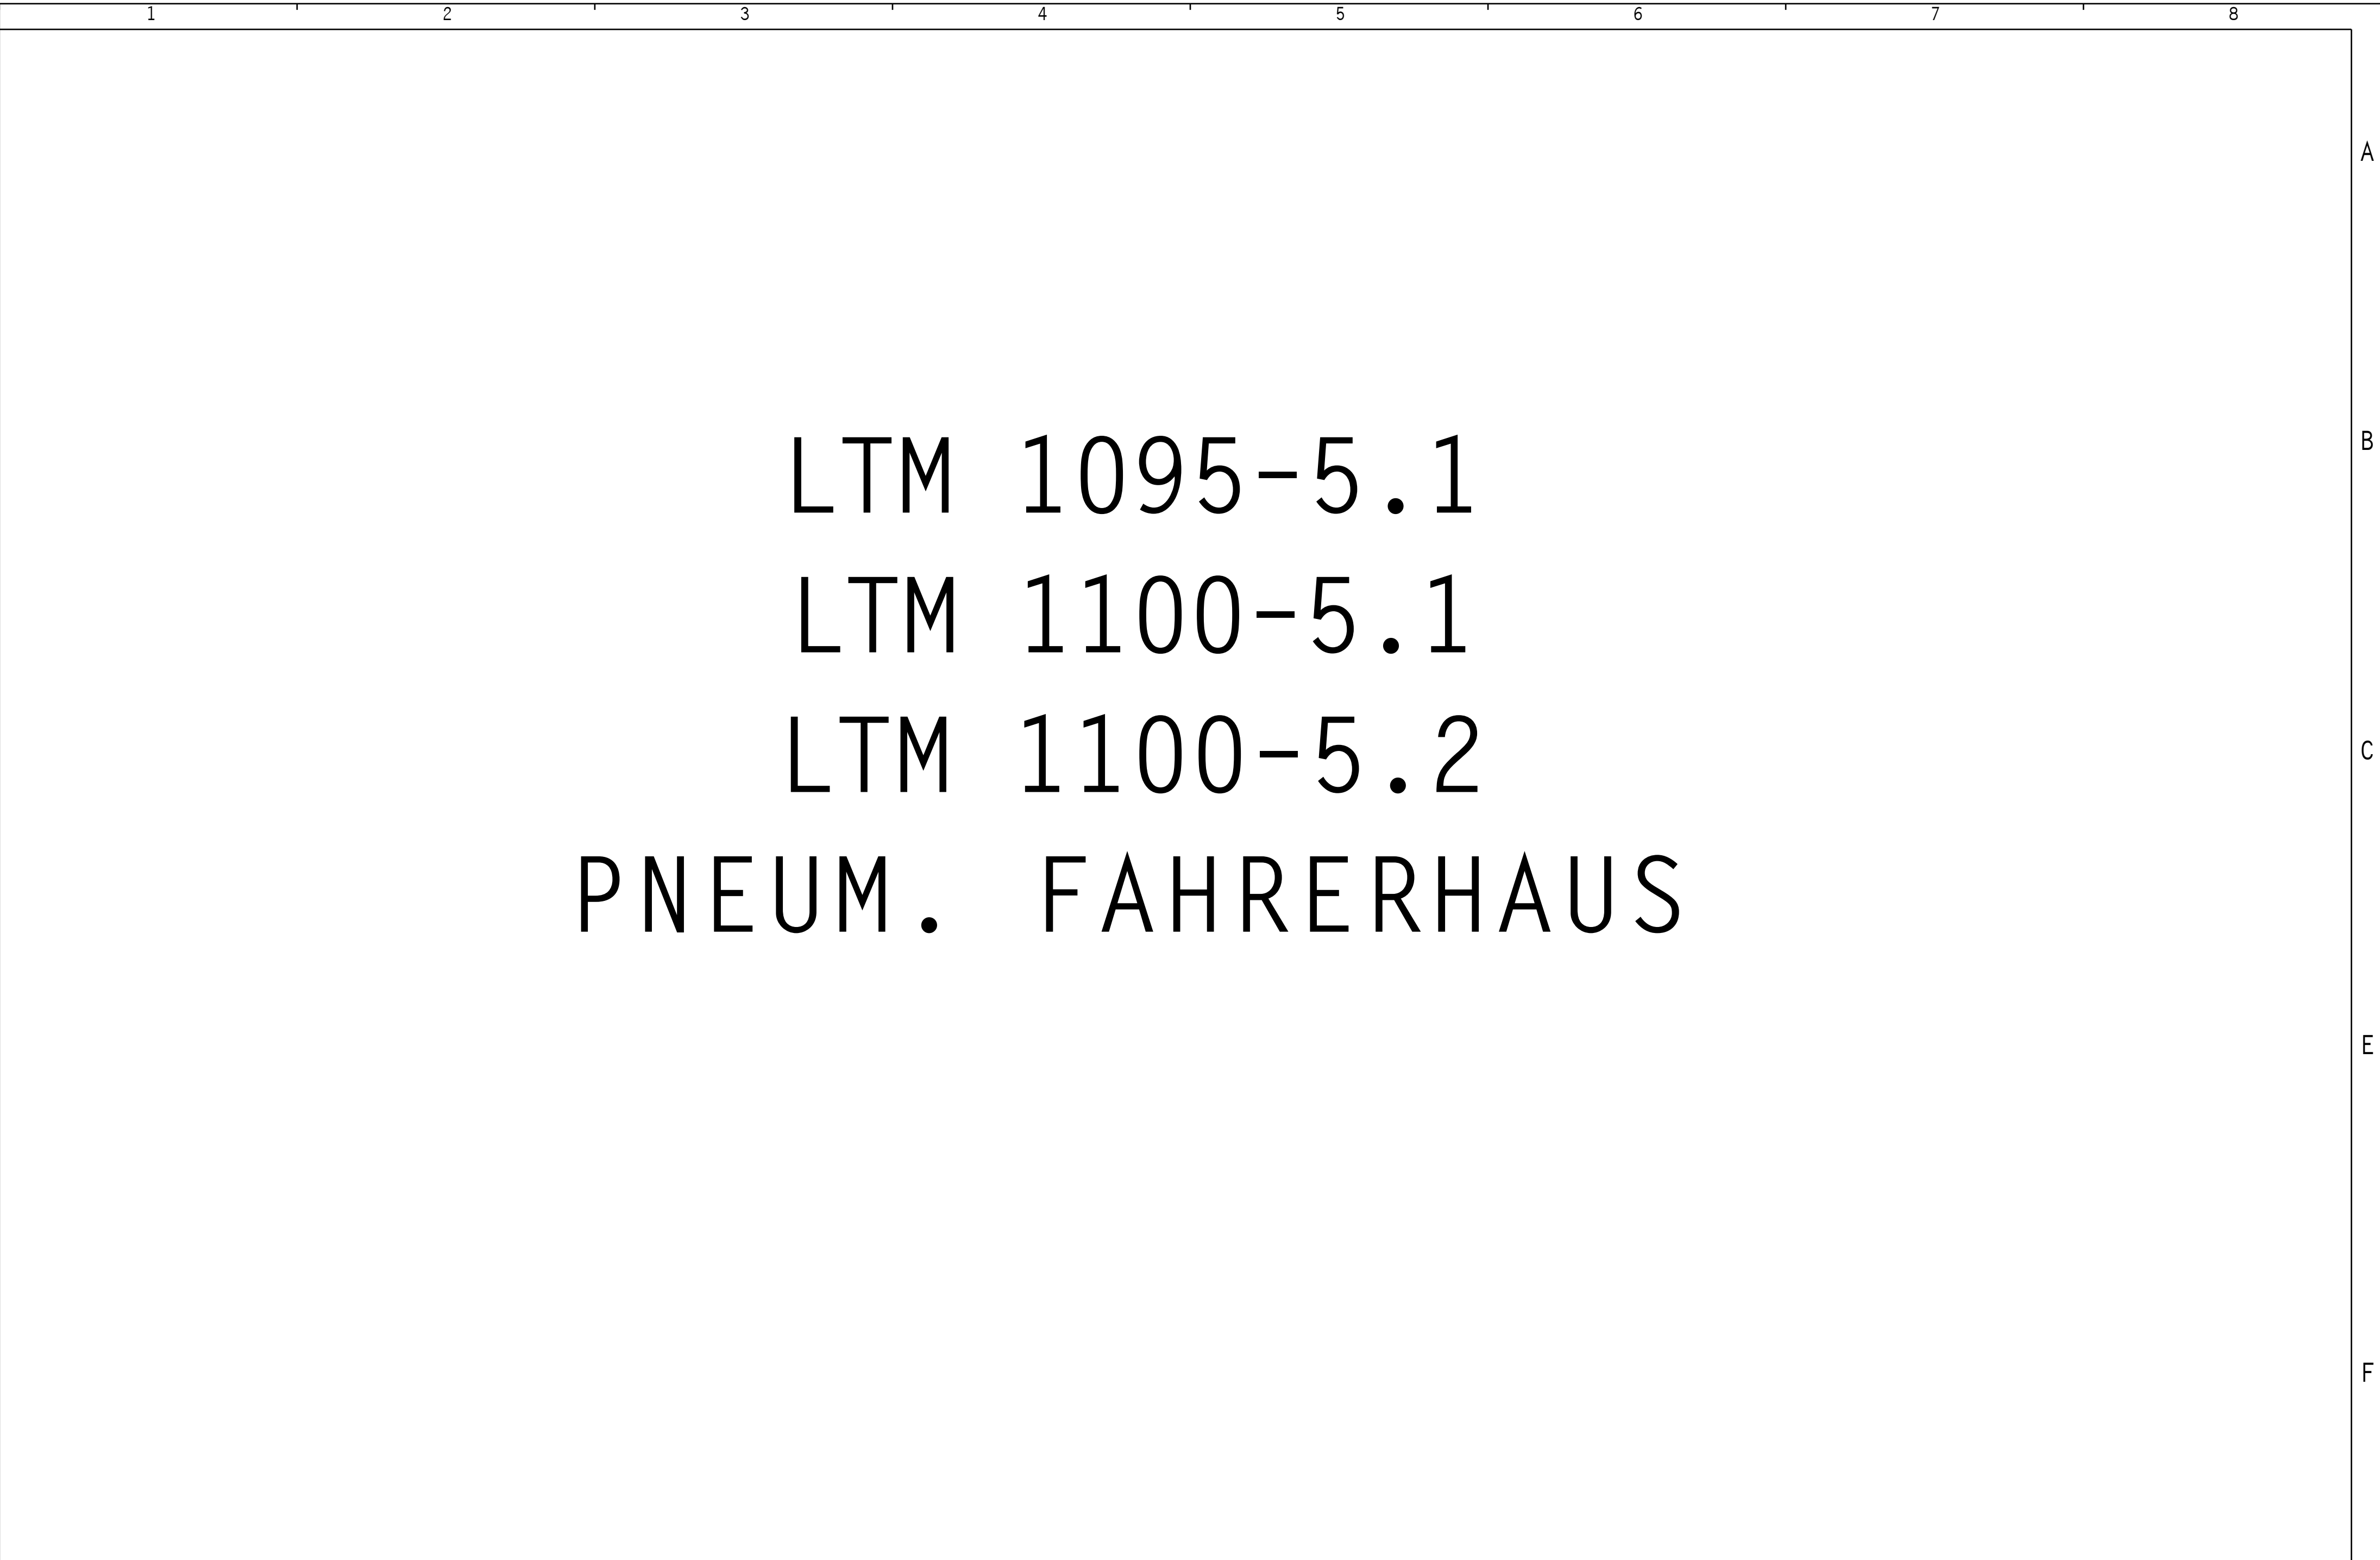 1 2 3 4 5 6 7 8
A
B
LTM 1095-5.1
LTM 1100-5.1
LTM 1100-5.2
C
PNEUM. FAHRERHAUS
E
F